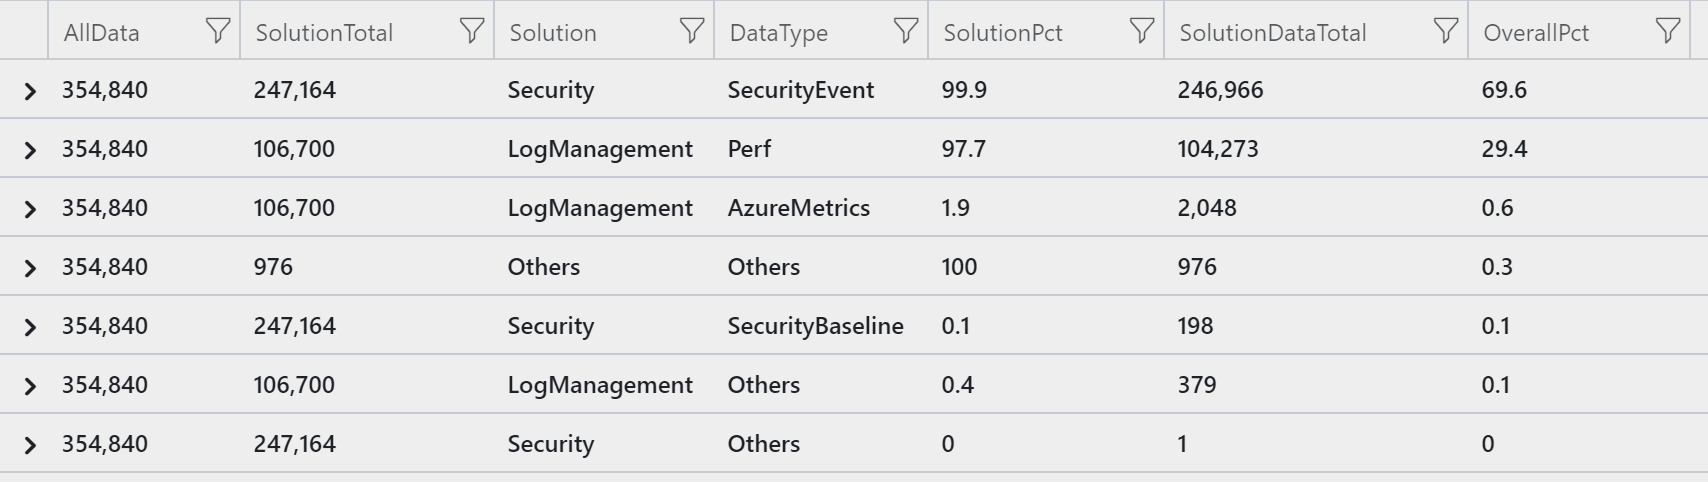 AllData SolutionTotal Solution DataType SolutionPct SolutionDataTotal OverallPct
354,840 247,164 Security SecurityEvent 99.9 246,966 69.6
354,840 106,700 LogManagement Perf 97.7 104,273 29.4
354,840 106,700 LogManagement AzureMetrics 1.9 2,048 0.6
354,840 976 Others Others 100 976 0.3
354,840 247,164 Security SecurityBaseline 0.1 198 0.1
354,840 106,700 LogManagement Others 0.4 379 0.1
354,840 247,164 Security Others 0 1 0